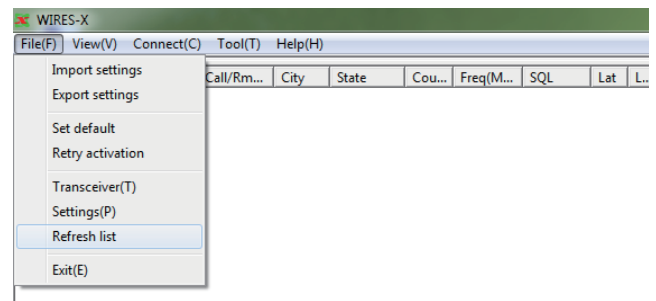 WIRES-X
File(F) View(V) Connect(C) Tool(T) Help(H)
Call/Rm... City State Cou... Freq(M... SQL Lat L...
Import settings
Export settings
Set default
Retry activation
Transceiver(T)
Settings(P)
Refresh list
Exit(E)